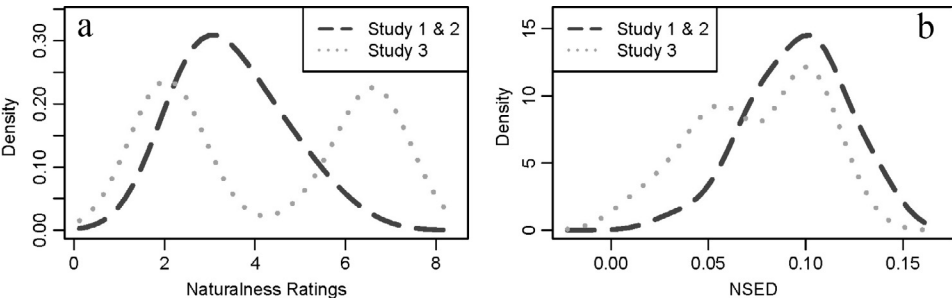 a
Study 1 & 2
Study 3
Density
0.00
0.10
0.20
0.30
0 2 4 6 8
Naturalness Ratings
b
Study 1 & 2
Study 3
Density
0
5
10
15
0.00 0.05 0.10 0.15
NSED